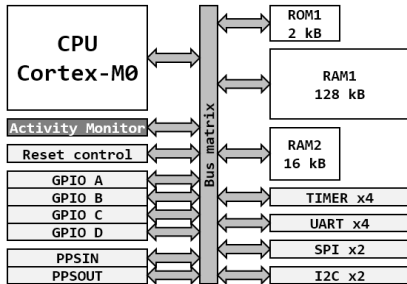 CPU
Cortex-M0
Activity Monitor
Reset control
GPIO A
GPIO B
GPIO C
GPIO D
PPSIN
PPSOUT
Bus matrix
ROM1
2 kB
RAM1
128 kB
RAM2
16 kB
TIMER x4
UART x4
SPI x2
I2C x2